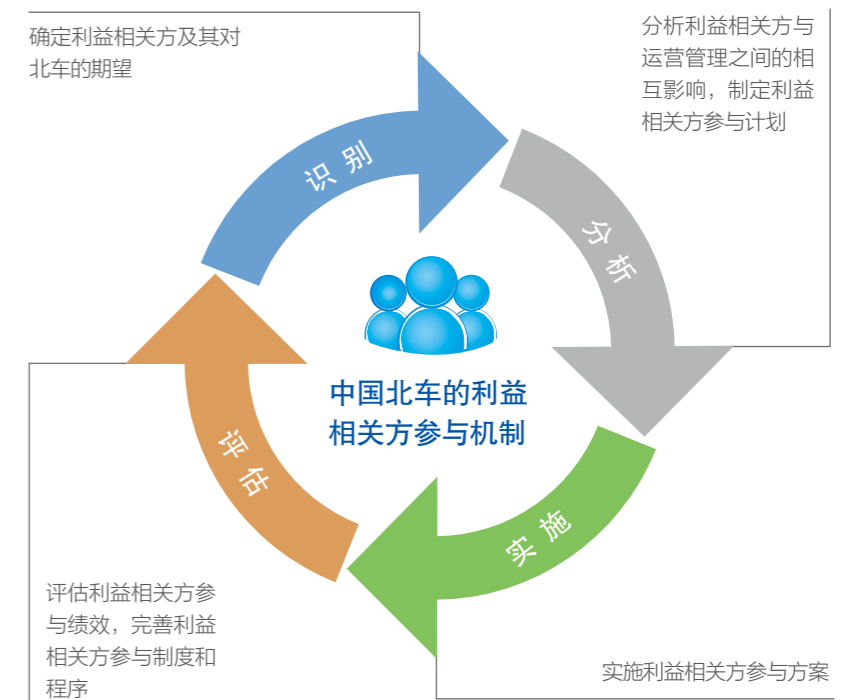 确定利益相关方及其对
北车的期望
分析利益相关方与
运营管理之间的相
互影响，制定利益
相关方参与计划
识别
分析
中国北车的利益
相关方参与机制
评估
实施
评估利益相关方参
与绩效，完善利益
相关方参与制度和
程序
实施利益相关方参与方案